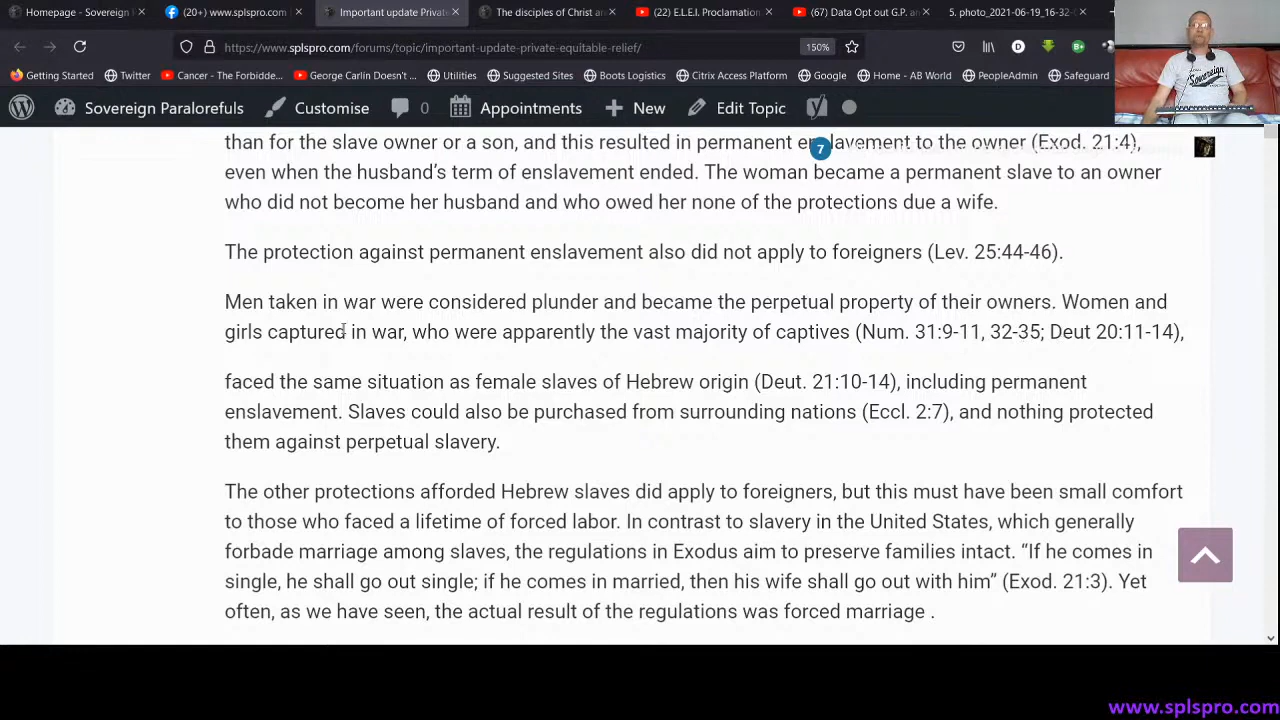 Homepage - Sovereign
(20+) www.splspro.com
Important update Privat
The disciples of Christ an
(22) E.L.E.I. Proclamation
(67) Data Opt out G.P. an
5. photo_2021-06-19_16-32-0
https://www.splspro.com/forums/topic/important-update-private-equitable-relief/
150%
Getting Started
Twitter
Cancer - The Forbidde...
George Carlin Doesn't...
Utilities
Suggested Sites
Boots Logistics
Citrix Access Platform
Google
Home - AB World
PeopleAdmin
Safeguard
Sovereign Paralorefuls
Customise
0
Appointments
New
Edit Topic
Sovereign
than for the slave owner or a son, and this resulted in permanent enslavement to the owner (Exod. 21:4),
7
even when the husband's term of enslavement ended. The woman became a permanent slave to an owner
who did not become her husband and who owed her none of the protections due a wife.
The protection against permanent enslavement also did not apply to foreigners (Lev. 25:44-46).
Men taken in war were considered plunder and became the perpetual property of their owners. Women and
girls captured in war, who were apparently the vast majority of captives (Num. 31:9-11, 32-35; Deut 20:11-14),
faced the same situation as female slaves of Hebrew origin (Deut. 21:10-14), including permanent
enslavement. Slaves could also be purchased from surrounding nations (Eccl. 2:7), and nothing protected
them against perpetual slavery.
The other protections afforded Hebrew slaves did apply to foreigners, but this must have been small comfort
to those who faced a lifetime of forced labor. In contrast to slavery in the United States, which generally
forbade marriage among slaves, the regulations in Exodus aim to preserve families intact. “If he comes in
single, he shall go out single; if he comes in married, then his wife shall go out with him” (Exod. 21:3). Yet
often, as we have seen, the actual result of the regulations was forced marriage .
www.splspro.com